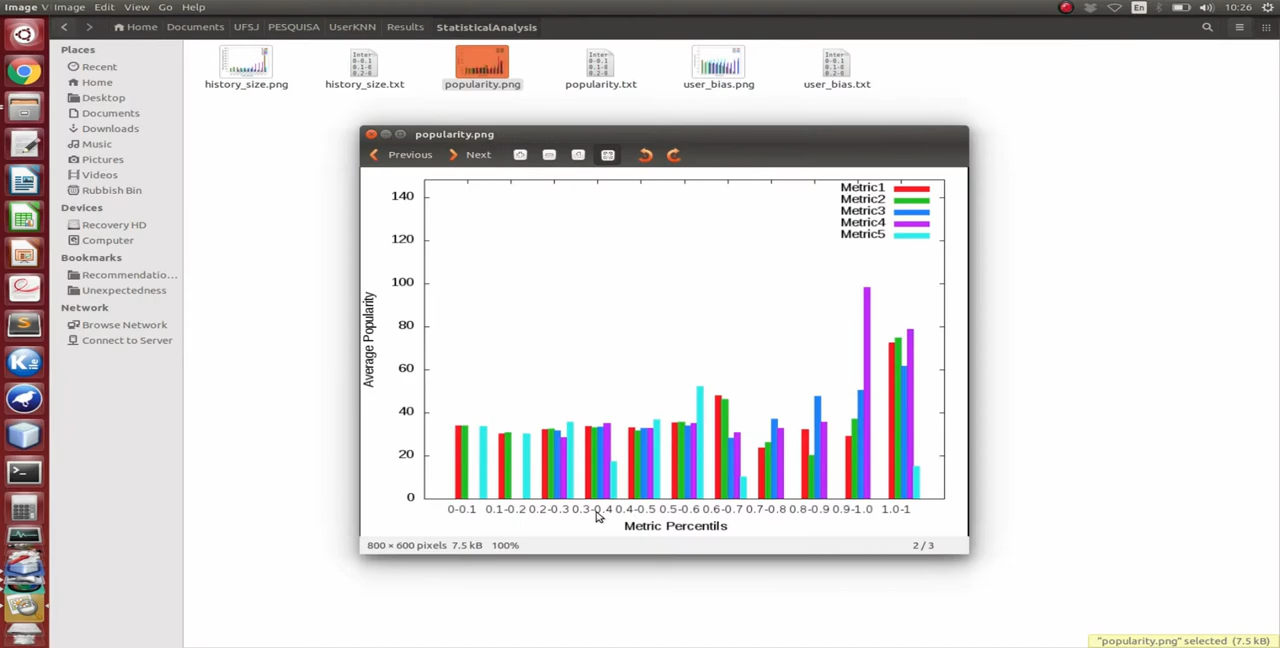 Image V Image Edit View Go Help
En 10:26
Home Documents UFSJ PESQUISA UserKNN Results StatisticalAnalysis
Places
Recent
Home
Desktop
Documents
Downloads
Music
Pictures
Videos
Rubbish Bin
Devices
Recovery HD
Computer
Bookmarks
Recommendatio...
Unexpectedness
Network
Browse Network
Connect to Server
history_size.png history_size.txt popularity.png popularity.txt user_bias.png user_bias.txt
popularity.png
Previous Next
Metric1
Metric2
Metric3
Metric4
Metric5
140
120
100
80
60
40
20
0
Average Popularity
0-0.1 0.1-0.2 0.2-0.3 0.3-0.4 0.4-0.5 0.5-0.6 0.6-0.7 0.7-0.8 0.8-0.9 0.9-1.0 1.0-1
Metric Percentils
800 × 600 pixels 7.5 kB 100% 2 / 3
"popularity.png" selected (7.5 kB)